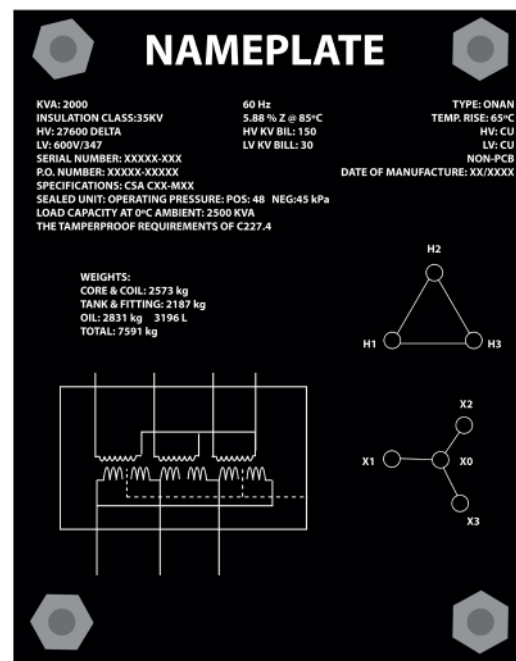 NAMEPLATE
KVA: 2000 60 Hz TYPE: ONAN
INSULATION CLASS:35KV 5.88 % Z @ 85ºC TEMP. RISE: 65ºC
HV: 27600 DELTA HV KV BIL: 150 HV: CU
LV: 600V/347 LV KV BILL: 30 LV: CU
SERIAL NUMBER: XXXXX-XXX NON-PCB
P.O. NUMBER: XXXXX-XXXXX DATE OF MANUFACTURE: XX/XXXX
SPECIFICATIONS: CSA CXX-MXX
SEALED UNIT: OPERATING PRESSURE: POS: 48 NEG:45 kPa
LOAD CAPACITY AT 0ºC AMBIENT: 2500 KVA
THE TAMPERPROOF REQUIREMENTS OF C227.4
WEIGHTS:
CORE & COIL: 2573 kg
TANK & FITTING: 2187 kg
OIL: 2831 kg 3196 L
TOTAL: 7591 kg
H2
H1 H3
X2
X1 X0
X3